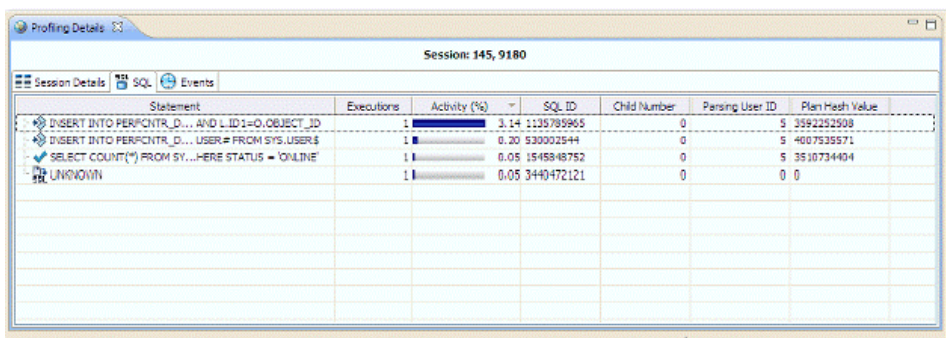 Profiling Details
Session: 145, 9180
Session Details SQL Events
Statement Executions Activity (%) SQL ID Child Number Parsing User ID Plan Hash Value
INSERT INTO PERFCNTR_D... AND L.ID1=O.OBJECT_ID 1 3.14 1135785965 0 5 3592252508
INSERT INTO PERFCNTR_D... USER# FROM SYS.USER$ 1 0.20 530002544 0 5 4007535571
SELECT COUNT(*) FROM SY...HERE STATUS = 'ONLINE' 1 0.05 1545848752 0 5 3510734404
UNKNOWN 1 0.05 3440472121 0 0 0